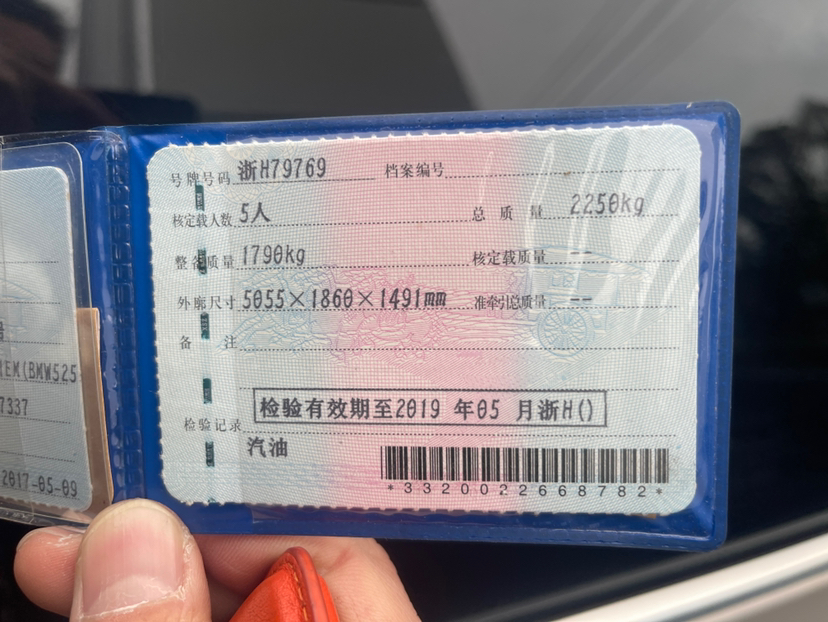 号牌号码 浙H79769 档案编号
核定载人数 5人 总质量 2250kg
整备质量 1790kg 核定载质量 --
外廓尺寸 5055×1860×1491mm 准牵引总质量 --
备注
检验有效期至2019年05月浙H()
检验记录
汽油
*3320022668782*
(BMW525
7337
2017-05-09